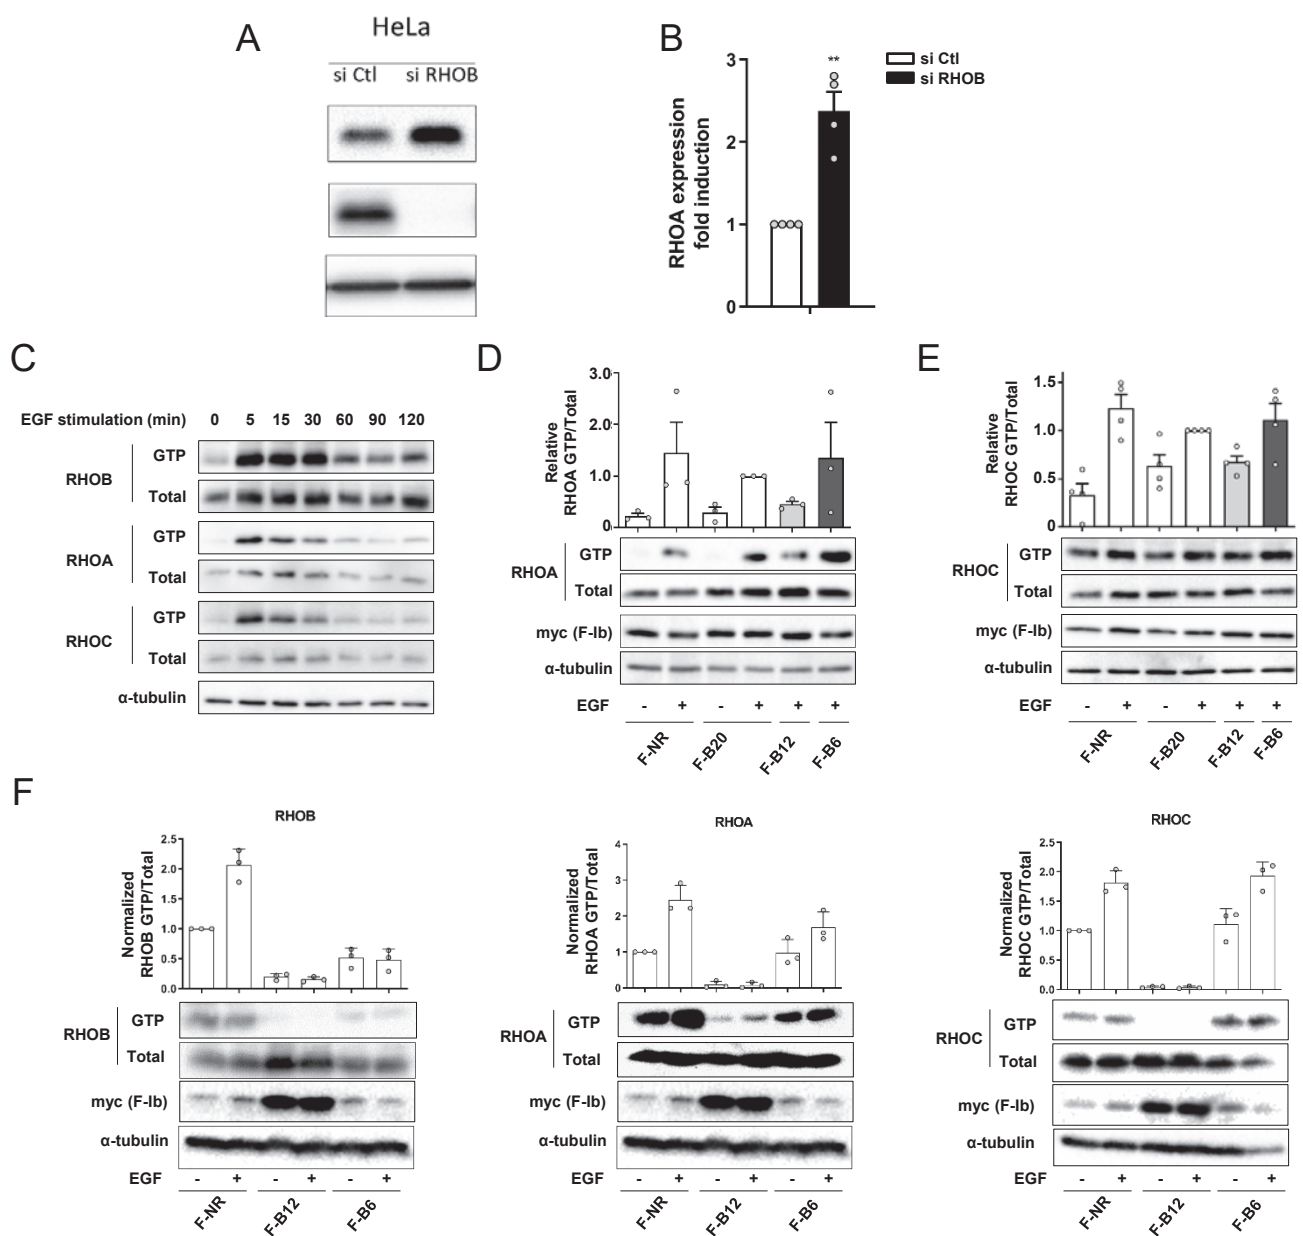 A
HeLa
si Ctl si RHOB
B
3
2
1
0
RHOA expression
fold induction
**
si Ctl
si RHOB
C
EGF stimulation (min) 0 5 15 30 60 90 120
RHOB
GTP
Total
RHOA
GTP
Total
RHOC
GTP
Total
α-tubulin
D
Relative
RHOA GTP/Total
3.0
2.0
1.0
0
RHOA
GTP
Total
myc (F-Ib)
α-tubulin
EGF - + - + + +
F-NR F-B20 F-B12 F-B6
E
Relative
RHOC GTP/Total
1.5
1.0
0.5
0
RHOC
GTP
Total
myc (F-Ib)
α-tubulin
EGF - + - + + +
F-NR F-B20 F-B12 F-B6
F
RHOB
Normalized
RHOB GTP/Total
2.5
2.0
1.5
1.0
0.5
0.0
RHOB
GTP
Total
myc (F-Ib)
α-tubulin
EGF - + - + - +
F-NR F-B12 F-B6
RHOA
Normalized
RHOA GTP/Total
4
3
2
1
0
RHOA
GTP
Total
myc (F-Ib)
α-tubulin
EGF - + - + - +
F-NR F-B12 F-B6
RHOC
Normalized
RHOC GTP/Total
2.5
2.0
1.5
1.0
0.5
0.0
RHOC
GTP
Total
myc (F-Ib)
α-tubulin
EGF - + - + - +
F-NR F-B12 F-B6